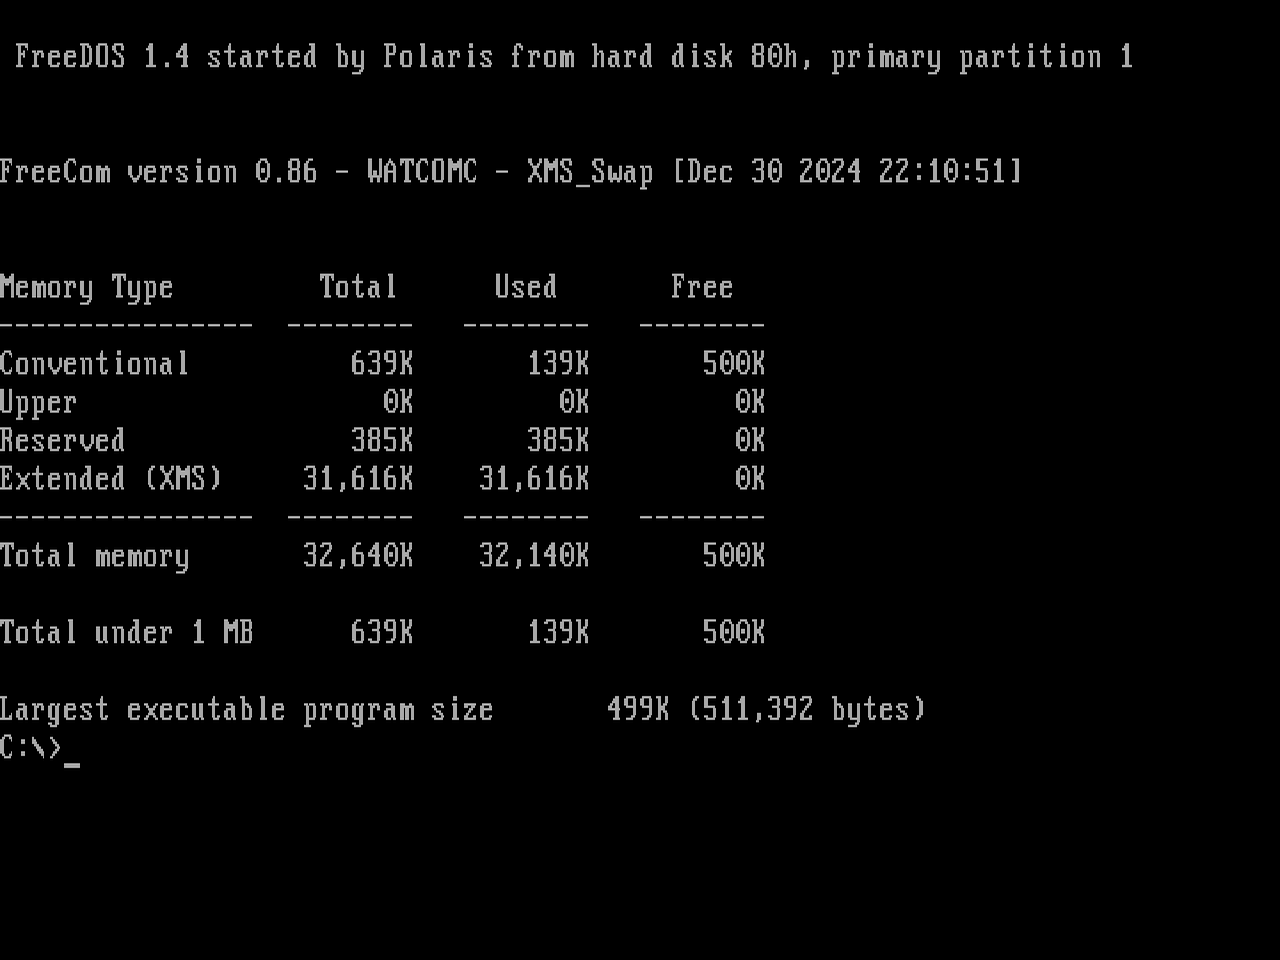 FreeDOS 1.4 started by Polaris from hard disk 80h, primary partition 1
FreeCom version 0.86 - WATCOMC - XMS_Swap [Dec 30 2024 22:10:51]
Memory Type         Total      Used       Free
----------------  --------   --------   --------
Conventional          639K       139K       500K
Upper                   0K         0K         0K
Reserved              385K       385K         0K
Extended (XMS)     31,616K    31,616K         0K
----------------  --------   --------   --------
Total memory       32,640K    32,140K       500K
Total under 1 MB      639K       139K       500K
Largest executable program size       499K (511,392 bytes)
C:\>_